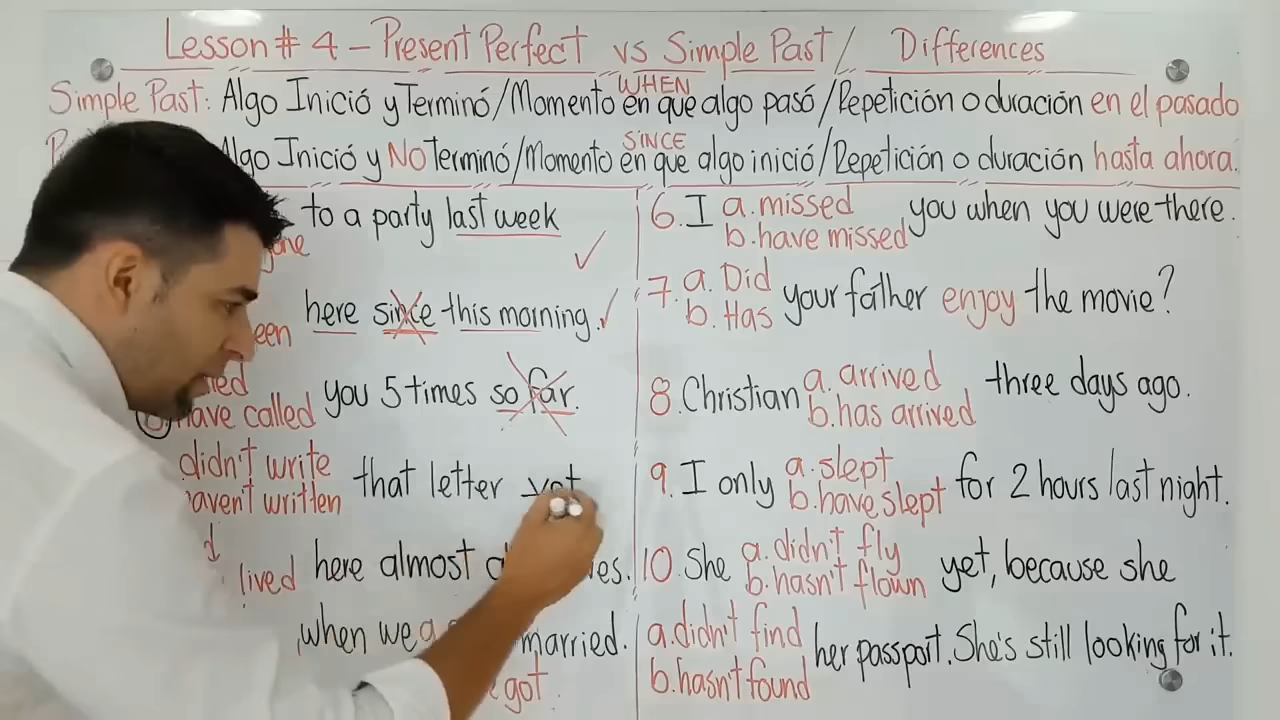 Lesson # 4 - Present Perfect vs Simple Past / Differences
WHEN
Simple Past: Algo Inició y Terminó / Momento en que algo pasó / Repetición o duración en el pasado
SINCE
Algo Inició y NO Terminó / Momento en que algo inició / Repetición o duración hasta ahora.
to a party last week
here since this morning.
you 5 times so far.
have called
didn't write
that letter yet
haven't written
lived here almost
when we married.
got.
6. I a. missed you when you were there.
b. have missed
7. a. Did your father enjoy the movie?
b. Has
8. Christian a. arrived three days ago.
b. has arrived
9. I only a. slept for 2 hours last night.
b. have slept
10. She a. didn't fly yet, because she
b. hasn't flown
a. didn't find her passport. She's still looking for it.
b. hasn't found